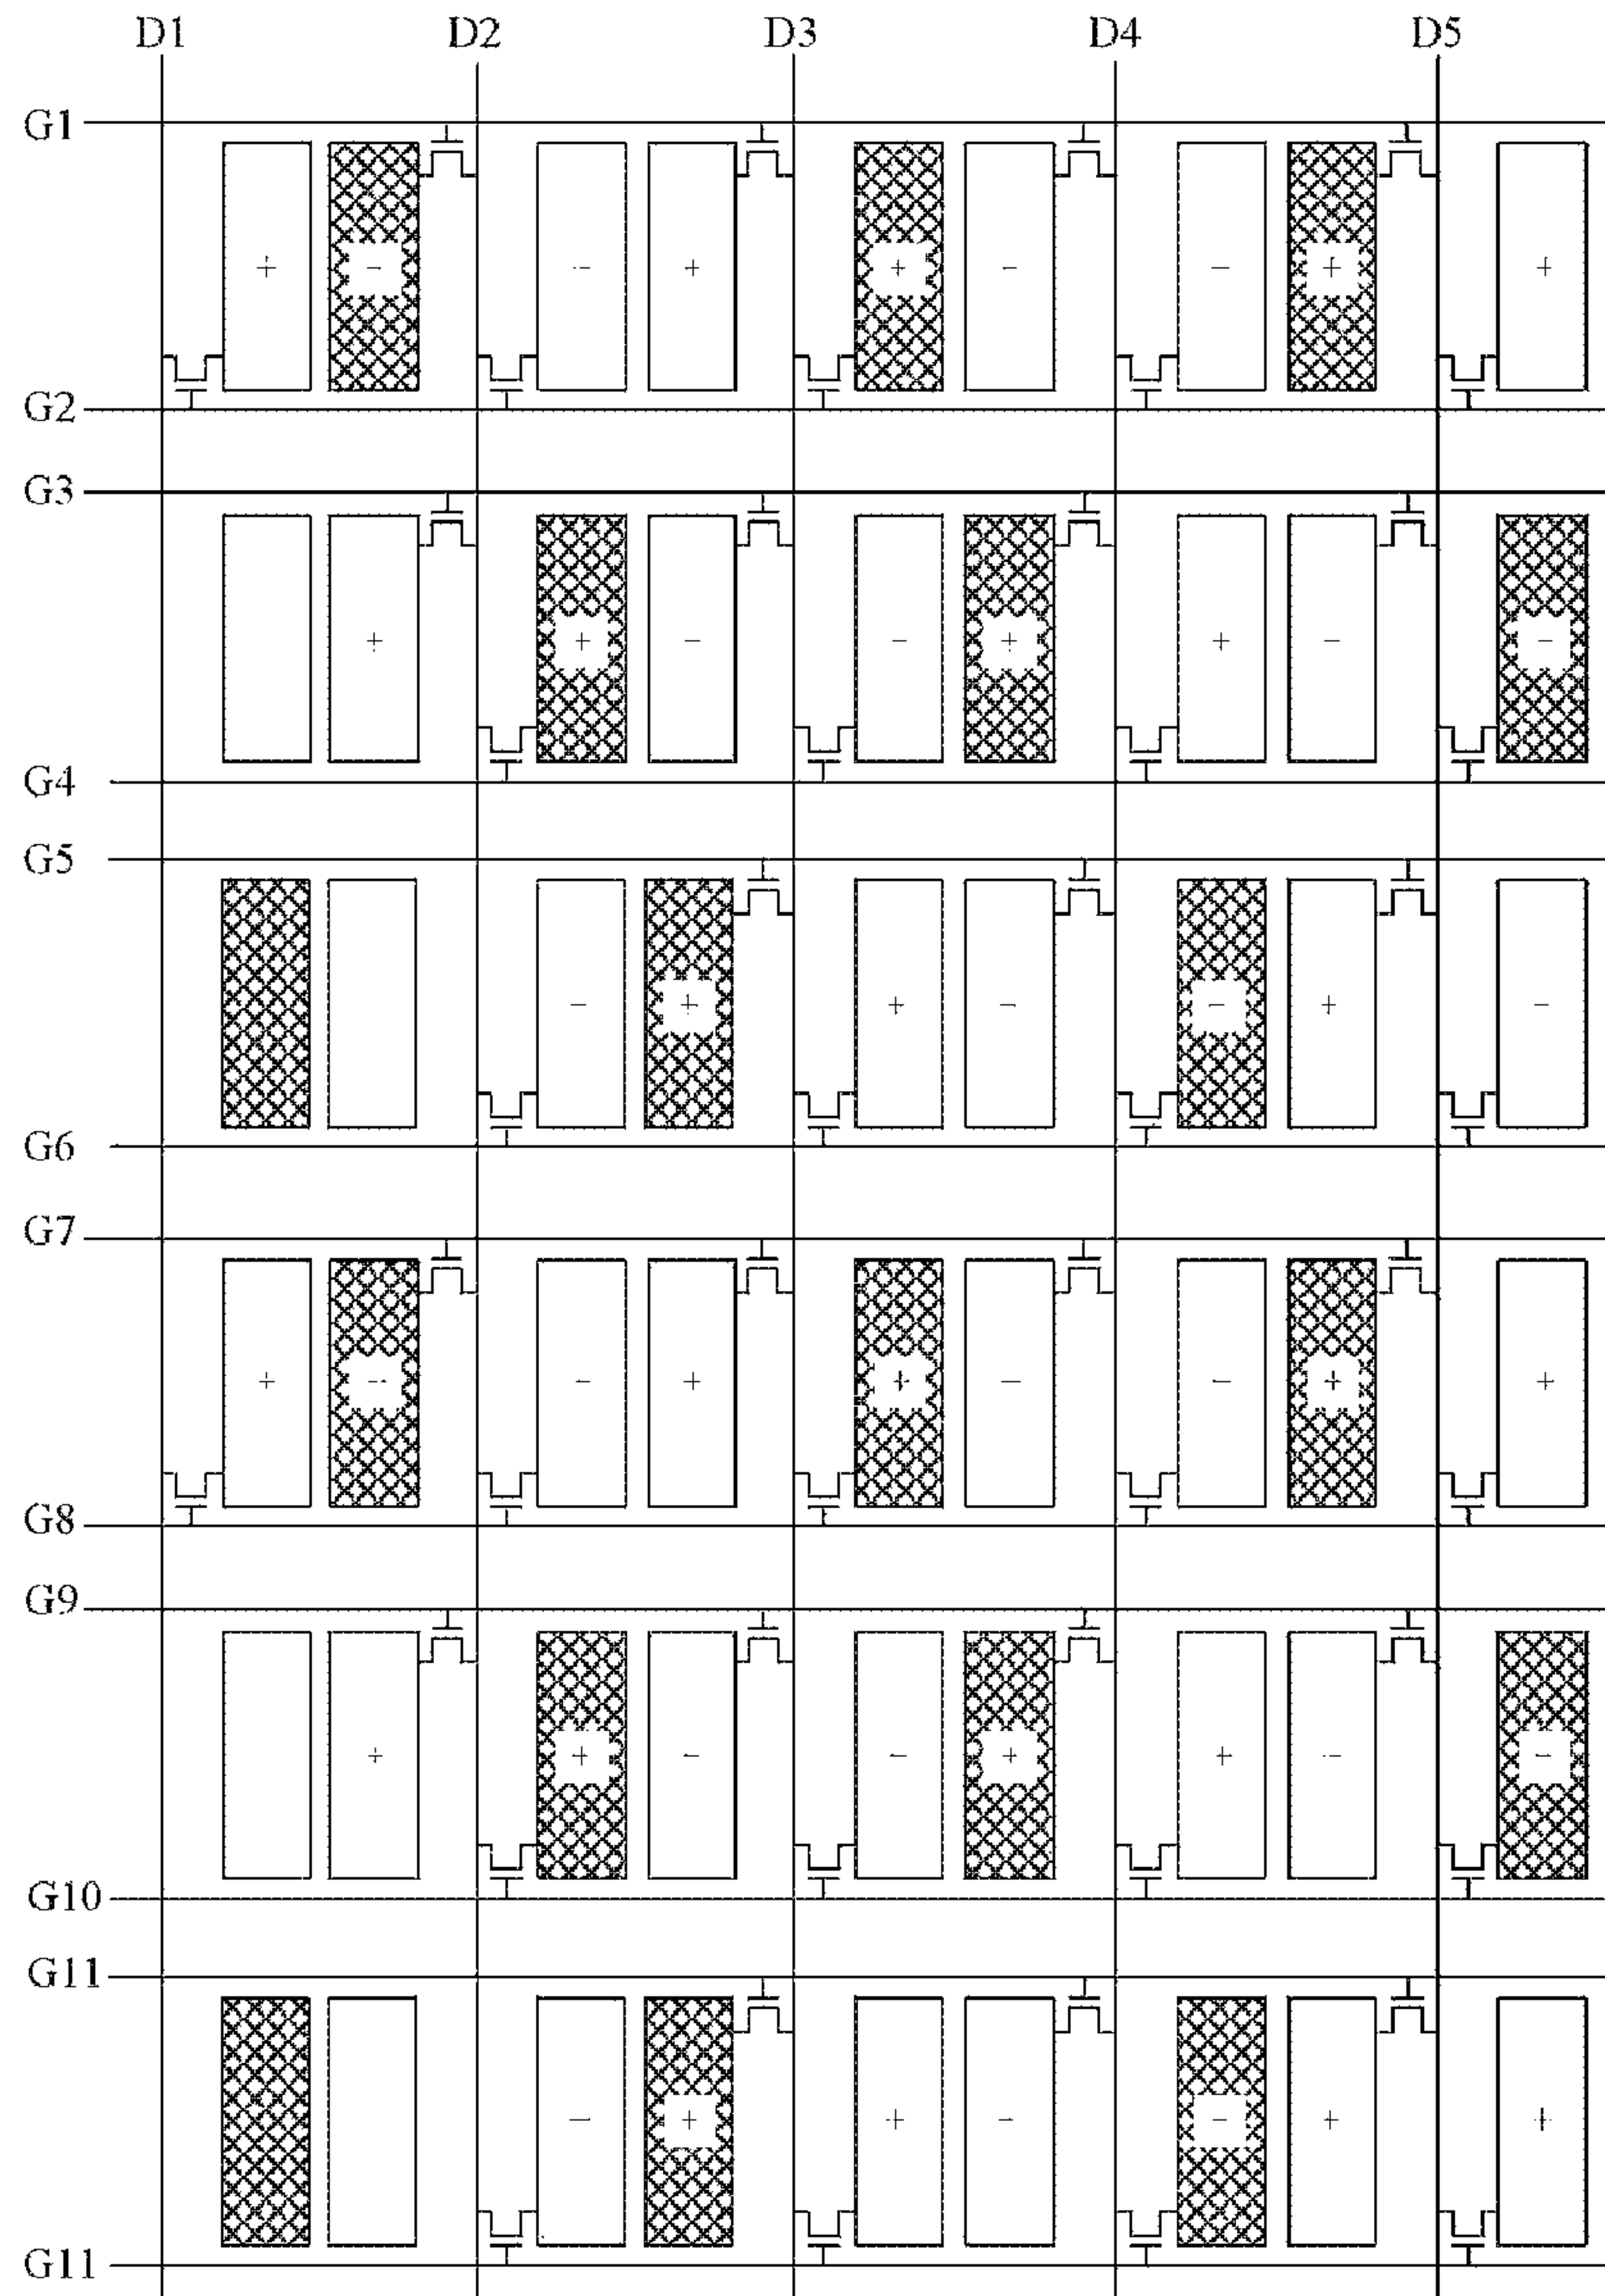 D1 D2 D3 D4 D5
G1
+ − − + + − − + +
G2
G3
+ + − − + + − −
G4
G5
− + + − − + −
G6
G7
+ − − + + − − + +
G8
G9
+ + − − + + − −
G10
G11
− + + − − + +
G11